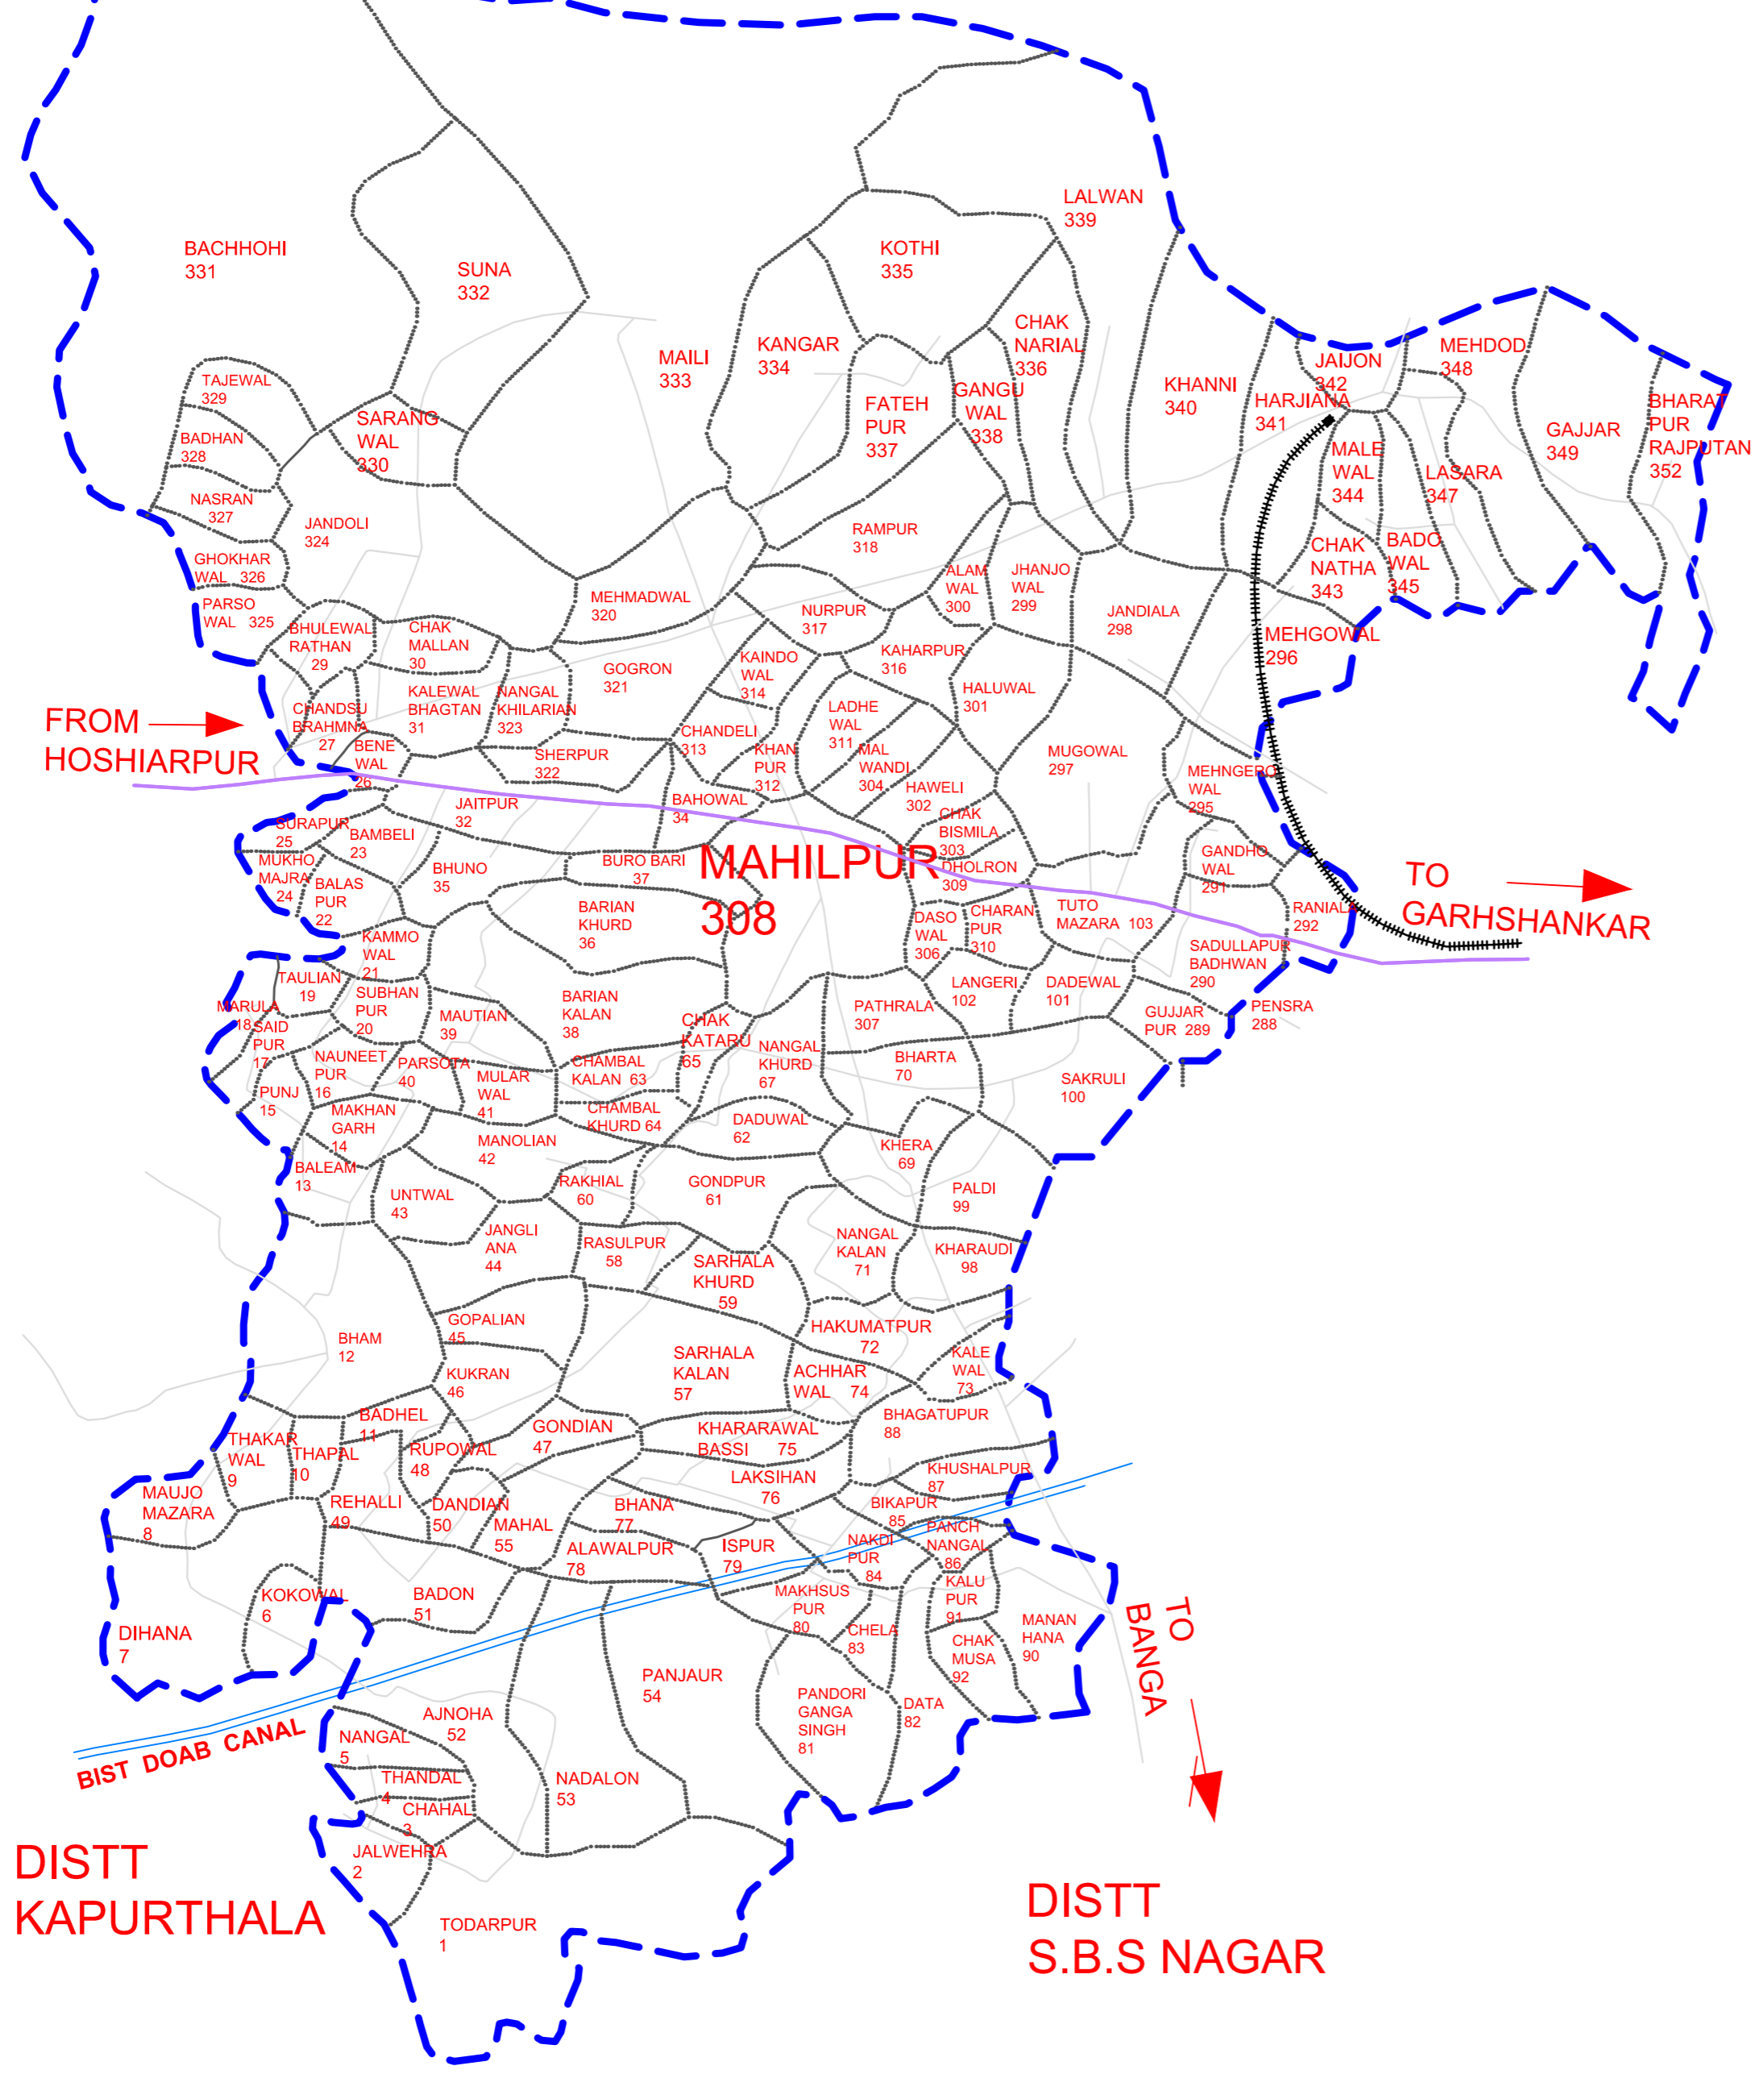 LALWAN
339
BACHHOHI
331
KOTHI
335
SUNA
332
CHAK
NARIAL
336
KANGAR
334
MAILI
333
MEHDOD
348
JAIJON
342
TAJEWAL
329
KHANNI
340
GANGU
WAL
338
HARJIANA
341
BHARAT
PUR
RAJPUTAN
352
FATEH
PUR
337
SARANG
WAL
330
GAJJAR
349
BADHAN
328
MALE
WAL
344
LASARA
347
NASRAN
327
JANDOLI
324
RAMPUR
318
CHAK
NATHA
343
BADO
WAL
345
GHOKHAR
WAL 326
ALAM
WAL
300
JHANJO
WAL
299
MEHMADWAL
320
PARSO
WAL 325
NURPUR
317
JANDIALA
298
BHULEWAL
RATHAN
29
CHAK
MALLAN
30
MEHGOWAL
296
KAHARPUR
316
KAINDO
WAL
314
GOGRON
321
HALUWAL
301
KALEWAL
BHAGTAN
31
NANGAL
KHILARIAN
323
CHANDSU
BRAHMNA
27
LADHE
WAL
311
FROM
HOSHIARPUR
CHANDELI
313
BENE
WAL
26
SHERPUR
322
KHAN
PUR
312
MAL
WANDI
304
MUGOWAL
297
MEHNGERO
WAL
295
HAWELI
302
BAHOWAL
34
JAITPUR
32
CHAK
BISMILA
303
SURAPUR
25
BAMBELI
23
MAHILPUR
308
GANDHO
WAL
291
MUKHO
MAJRA
24
BURO BARI
37
BHUNO
35
DHOLRON
309
TO
GARHSHANKAR
BALAS
PUR
22
BARIAN
KHURD
36
DASO
WAL
306
CHARAN
PUR
310
TUTO
MAZARA 103
RANIALA
292
KAMMO
WAL
21
SADULLAPUR
BADHWAN
290
TAULIAN
19
LANGERI
102
DADEWAL
101
SUBHAN
PUR
20
BARIAN
KALAN
38
MARULA
18
PATHRALA
307
GUJJAR
PUR 289
PENSRA
288
MAUTIAN
39
CHAK
KATARU
65
SAID
PUR
17
NANGAL
KHURD
67
NAUNEET
PUR
16
PARSOTA
40
CHAMBAL
KALAN 63
BHARTA
70
MULAR
WAL
41
SAKRULI
100
PUNJ
15
MAKHAN
GARH
14
CHAMBAL
KHURD 64
DADUWAL
62
MANOLIAN
42
KHERA
69
BALEAM
13
RAKHIAL
60
GONDPUR
61
UNTWAL
43
PALDI
99
JANGLI
ANA
44
RASULPUR
58
NANGAL
KALAN
71
KHARAUDI
98
SARHALA
KHURD
59
GOPALIAN
45
HAKUMATPUR
72
BHAM
12
SARHALA
KALAN
57
KALE
WAL
73
KUKRAN
46
ACHHAR
WAL 74
BADHEL
11
BHAGATUPUR
88
GONDIAN
47
KHARARAWAL
BASSI 75
THAKAR
WAL
9
THAPAL
10
RUPOWAL
48
LAKSIHAN
76
KHUSHALPUR
87
MAUJO
MAZARA
8
REHALLI
49
DANDIAN
50
BHANA
77
BIKAPUR
85
MAHAL
55
PANCH
NANGAL
86
ALAWALPUR
78
ISPUR
79
NAKDI
PUR
84
KOKOWAL
6
BADON
51
MAKHSUS
PUR
80
KALU
PUR
91
DIHANA
7
CHELA
83
MANAN
HANA
90
TO
BANGA
CHAK
MUSA
92
PANJAUR
54
PANDORI
GANGA
SINGH
81
DATA
82
AJNOHA
52
BIST DOAB CANAL
NANGAL
5
THANDAL
4
NADALON
53
CHAHAL
3
JALWEHRA
2
DISTT
KAPURTHALA
DISTT
S.B.S NAGAR
TODARPUR
1